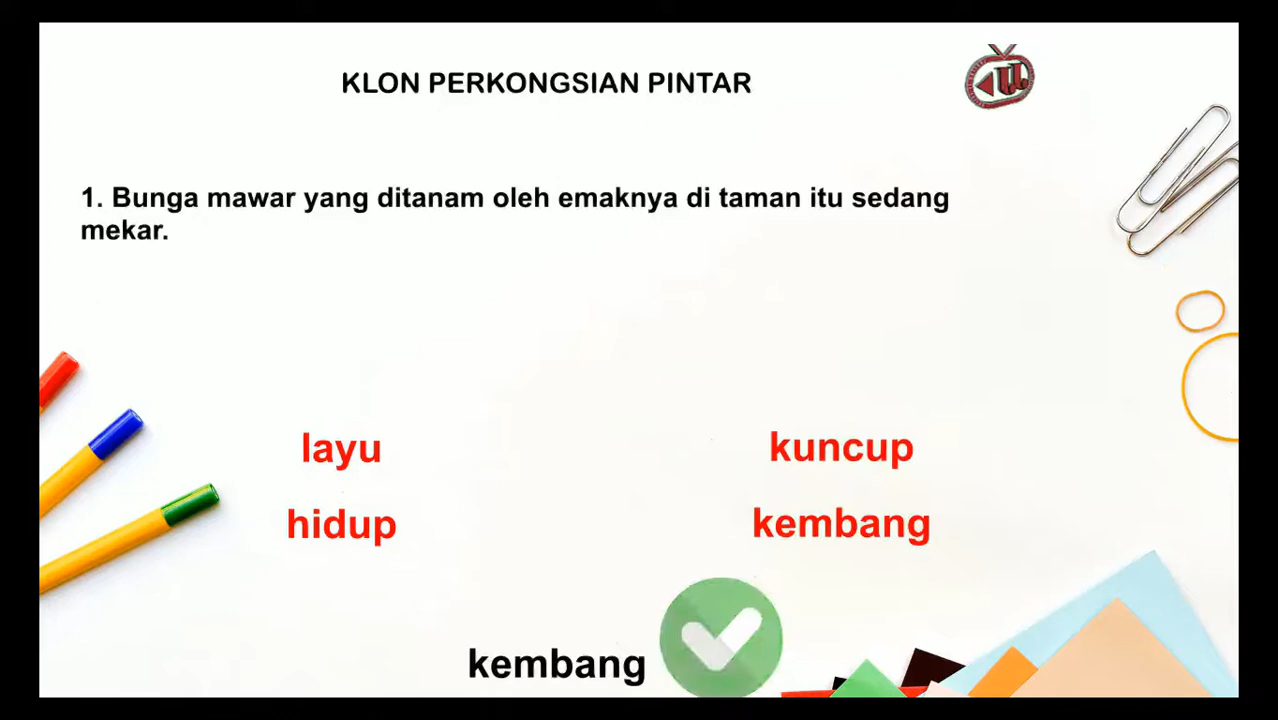 KLON PERKONGSIAN PINTAR
1. Bunga mawar yang ditanam oleh emaknya di taman itu sedang
mekar.
layu
kuncup
hidup
kembang
kembang